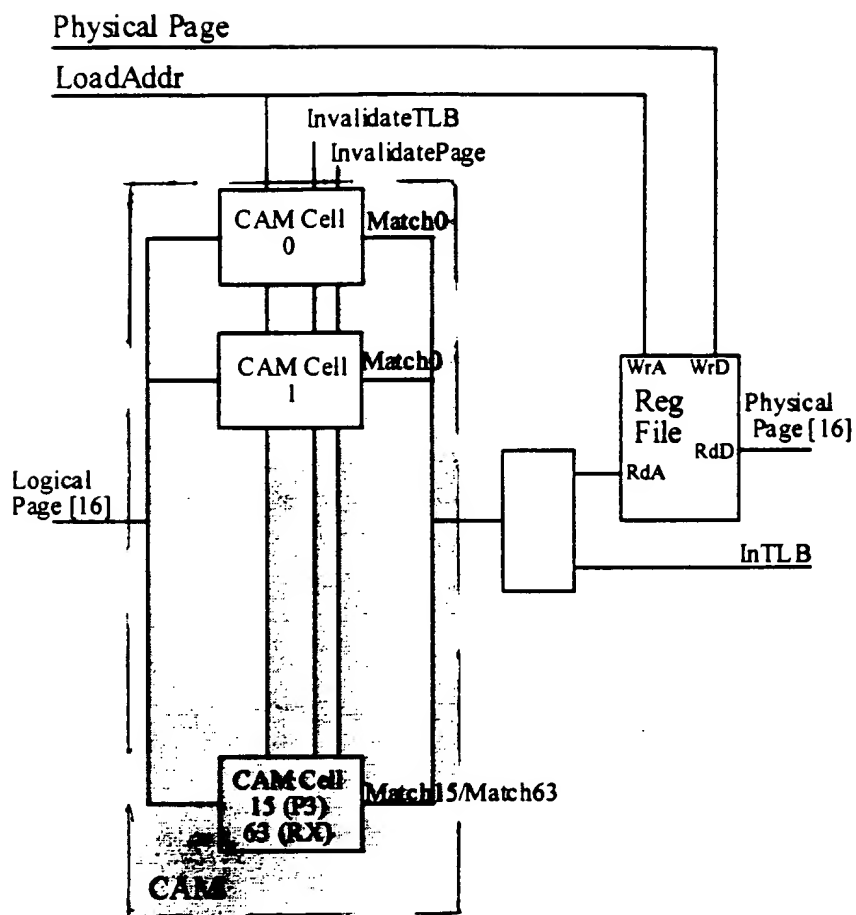 Physical Page
LoadAddr
InvalidateTLB
InvalidatePage
CAM Cell
0
Match0
CAM Cell
1
Match0
WrA WrD
Reg
File
RdA
RdD
Physical
Page[16]
Logical
Page [16]
InTLB
CAM Cell
15 (P3)
63 (RX)
Match15/Match63
CAM